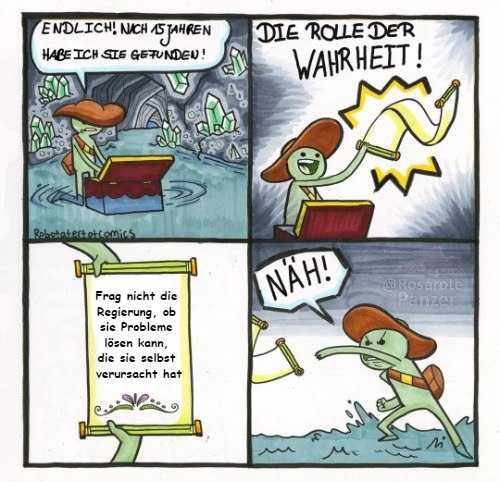 ENDLICH! NACH 15 JAHREN
HABE ICH SIE GEFUNDEN!
Robotatertotcomics
DIE ROLLE DER
WAHRHEIT!
Frag nicht die
Regierung, ob
sie Probleme
lösen kann,
die sie selbst
verursacht hat
NÄH!
@Roserote
Panzer